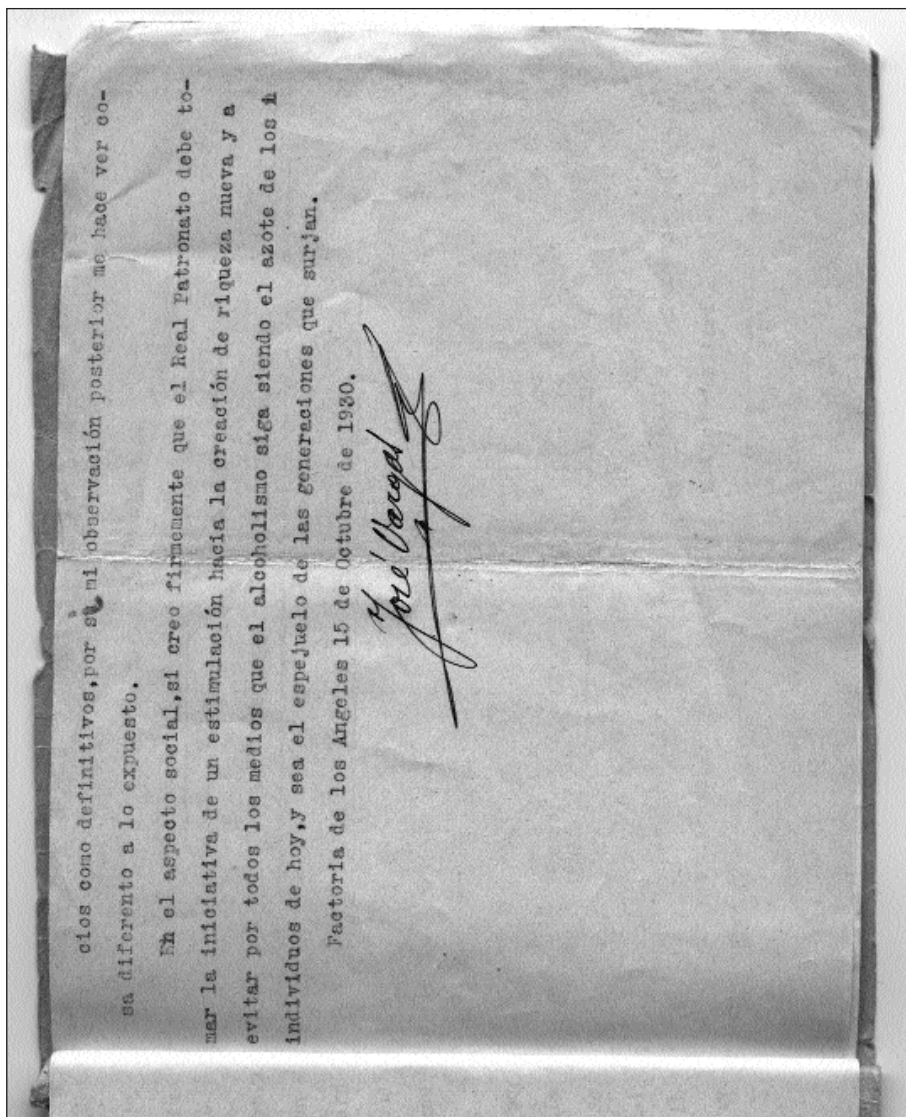 cios como definitivos,por si mi observación posterior me hace ver co-
sa diferento a lo expuesto.
En el aspecto social,si creo firmemente que el Real Patronato debe to-
mar la iniciativa de un estimulación hacia la creación de riqueza nueva y a
evitar por todos los medios que el alcoholismo siga siendo el azote de los
individuos de hoy,y sea el espejuelo de las generaciones que surjan.
Factoria de los Angeles 15 de Octubre de 1930.
José Vargas